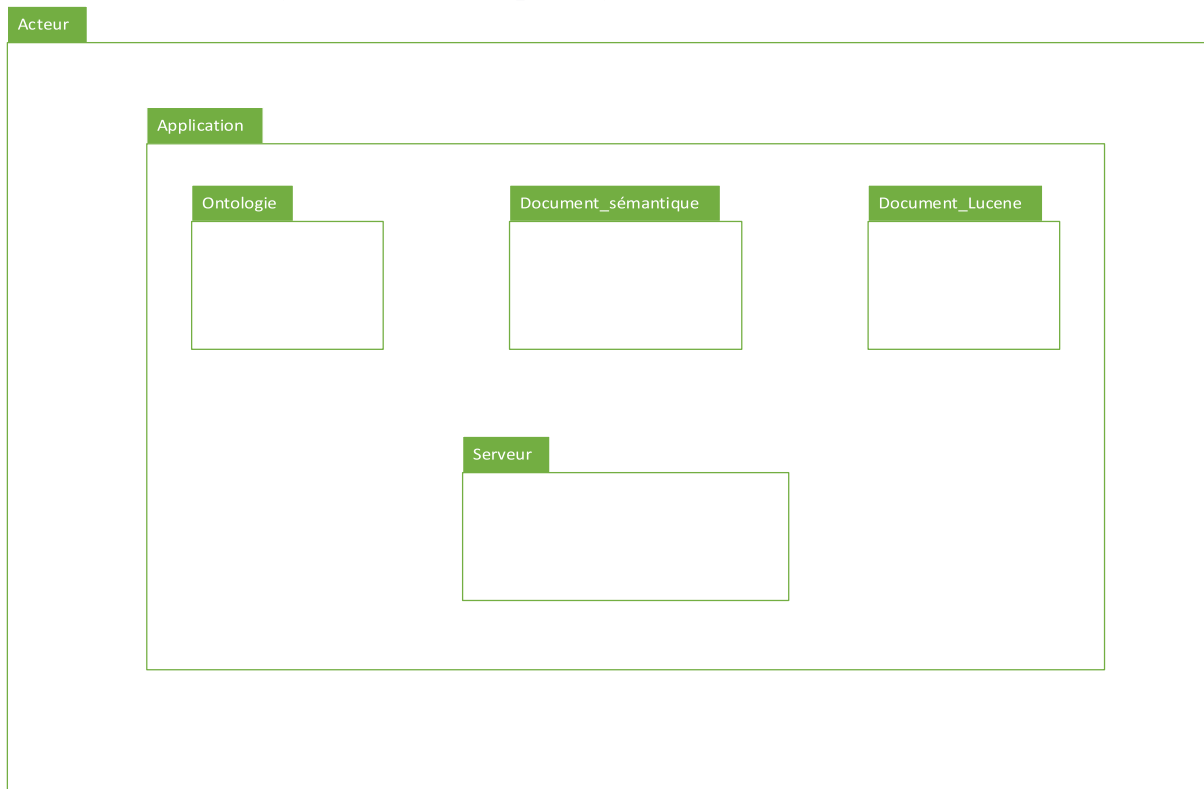 Acteur
Application
Ontologie
Document_sémantique
Document_Lucene
Serveur